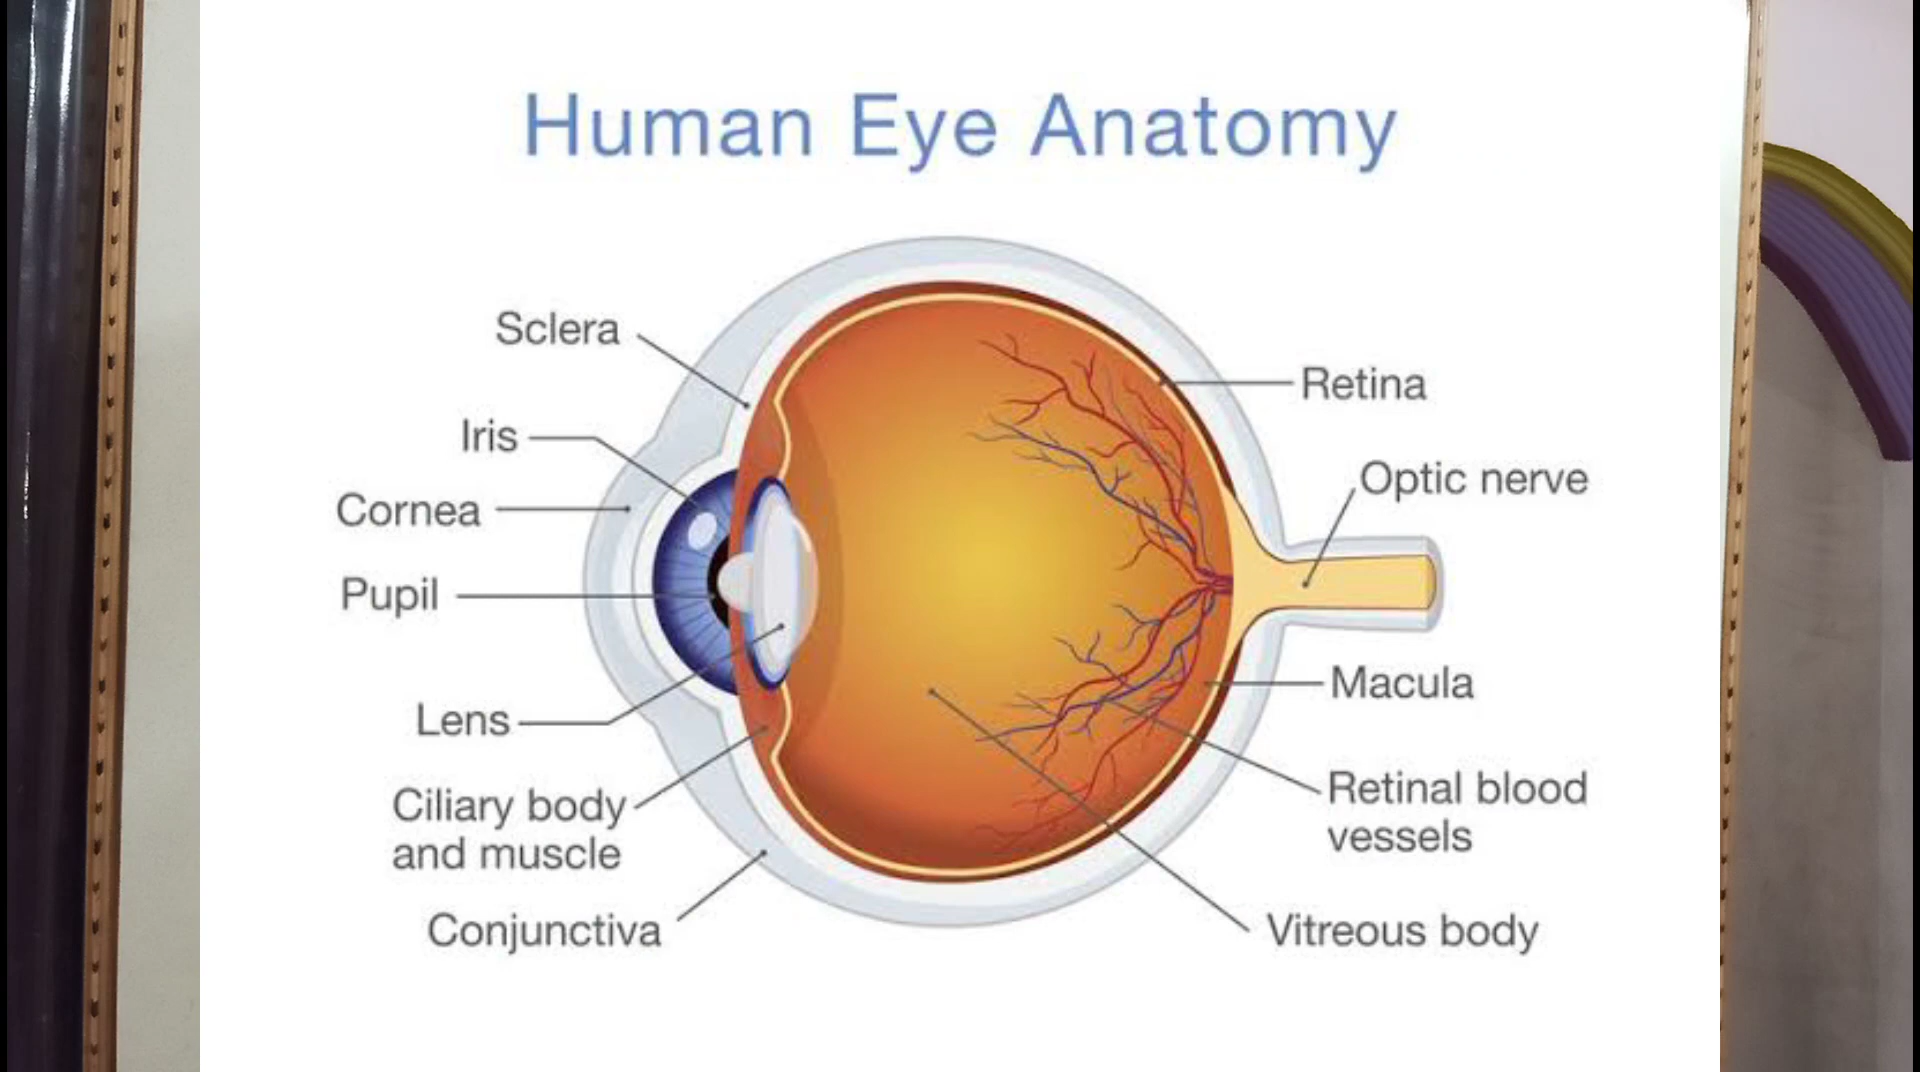 Human Eye Anatomy
Sclera
Iris
Cornea
Pupil
Lens
Ciliary body
and muscle
Conjunctiva
Retina
Optic nerve
Macula
Retinal blood
vessels
Vitreous body